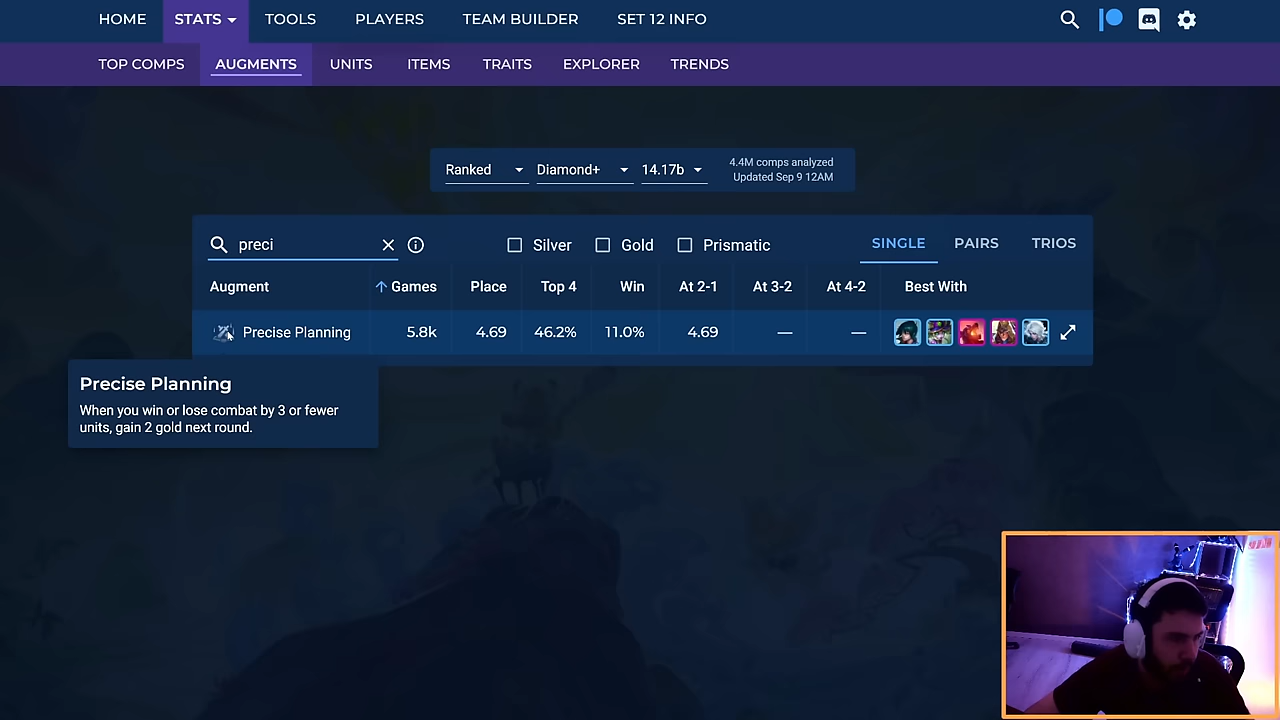 HOME STATS TOOLS PLAYERS TEAM BUILDER SET 12 INFO
TOP COMPS AUGMENTS UNITS ITEMS TRAITS EXPLORER TRENDS
Ranked Diamond+ 14.17b 4.4M comps analyzed
Updated Sep 9 12AM
preci Silver Gold Prismatic SINGLE PAIRS TRIOS
Augment Games Place Top 4 Win At 2-1 At 3-2 At 4-2 Best With
Precise Planning 5.8k 4.69 46.2% 11.0% 4.69 — —
Precise Planning
When you win or lose combat by 3 or fewer
units, gain 2 gold next round.